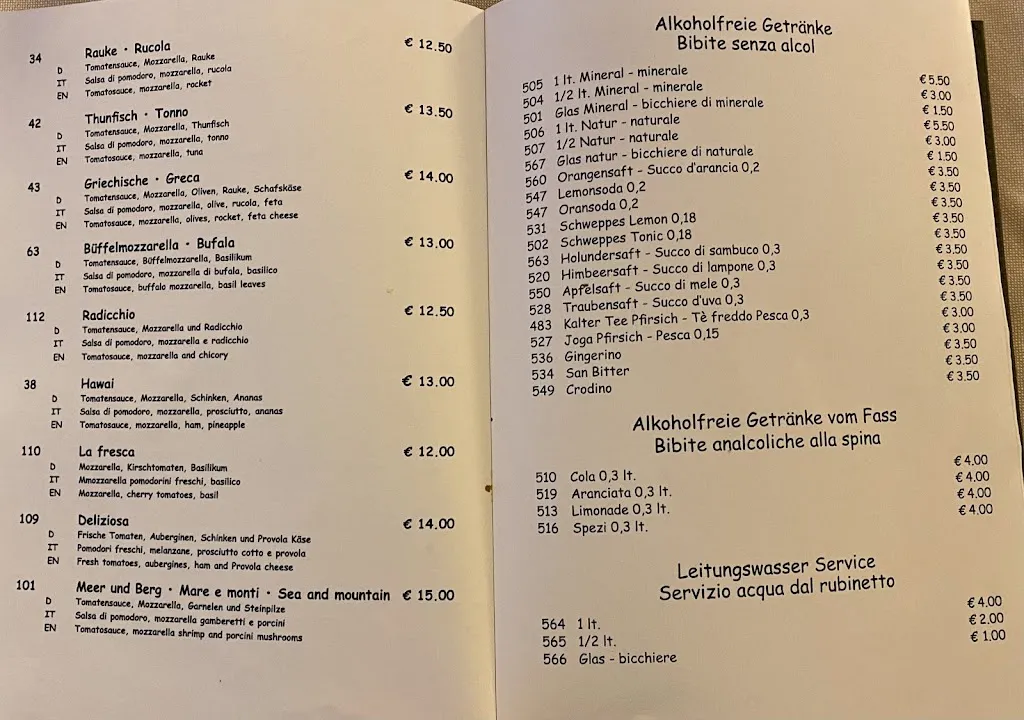 34 Rauke · Rucola € 12.50
D Tomatensauce, Mozzarella, Rauke
IT Salsa di pomodoro, mozzarella, rucola
EN Tomatosauce, mozzarella, rocket
42 Thunfisch · Tonno € 13.50
D Tomatensauce, Mozzarella, Thunfisch
IT Salsa di pomodoro, mozzarella, tonno
EN Tomatosauce, mozzarella, tuna
43 Griechische · Greca € 14.00
D Tomatensauce, Mozzarella, Oliven, Rauke, Schafskäse
IT Salsa di pomodoro, mozzarella, olive, rucola, feta
EN Tomatosauce, mozzarella, olives, rocket, feta cheese
63 Büffelmozzarella · Bufala € 13.00
D Tomatensauce, Büffelmozzarella, Basilikum
IT Salsa di pomodoro, mozzarella di bufala, basilico
EN Tomatosauce, buffalo mozzarella, basil leaves
112 Radicchio € 12.50
D Tomatensauce, Mozzarella und Radicchio
IT Salsa di pomodoro, mozzarella e radicchio
EN Tomatosauce, mozzarella and chicory
38 Hawai € 13.00
D Tomatensauce, Mozzarella, Schinken, Ananas
IT Salsa di pomodoro, mozzarella, prosciutto, ananas
EN Tomatosauce, mozzarella, ham, pineapple
110 La fresca € 12.00
D Mozzarella, Kirschtomaten, Basilikum
IT Mmozzarella pomodorini freschi, basilico
EN Mozzarella, cherry tomatoes, basil
109 Deliziosa € 14.00
D Frische Tomaten, Auberginen, Schinken und Provola Käse
IT Pomodori freschi, melanzane, prosciutto cotto e provola
EN Fresh tomatoes, aubergines, ham and Provola cheese
101 Meer und Berg · Mare e monti · Sea and mountain € 15.00
D Tomatensauce, Mozzarella, Garnelen und Steinpilze
IT Salsa di pomodoro, mozzarella gamberetti e porcini
EN Tomatosauce, mozzarella shrimp and porcini mushrooms
Alkoholfreie Getränke
Bibite senza alcol
505 1 lt. Mineral - minerale € 5,50
504 1/2 lt. Mineral - minerale € 3.00
501 Glas Mineral - bicchiere di minerale € 1.50
506 1 lt. Natur - naturale € 5.50
507 1/2 Natur - naturale € 3.00
567 Glas natur - bicchiere di naturale € 1.50
560 Orangensaft - Succo d'arancia 0,2 € 3.50
547 Lemonsoda 0,2 € 3.50
547 Oransoda 0,2 € 3.50
531 Schweppes Lemon 0,18 € 3.50
502 Schweppes Tonic 0,18 € 3.50
563 Holundersaft - Succo di sambuco 0,3 € 3.50
520 Himbeersaft - Succo di lampone 0,3 € 3.50
550 Apfelsaft - Succo di mele 0,3 € 3.50
528 Traubensaft - Succo d'uva 0,3 € 3.50
483 Kalter Tee Pfirsich - Tè freddo Pesca 0,3 € 3.00
527 Joga Pfirsich - Pesca 0,15 € 3.00
536 Gingerino € 3.50
534 San Bitter € 3.50
549 Crodino € 3.50
Alkoholfreie Getränke vom Fass
Bibite analcoliche alla spina
510 Cola 0,3 lt. € 4.00
519 Aranciata 0,3 lt. € 4.00
513 Limonade 0,3 lt. € 4.00
516 Spezi 0,3 lt. € 4.00
Leitungswasser Service
Servizio acqua dal rubinetto
564 1 lt. € 4.00
565 1/2 lt. € 2.00
566 Glas - bicchiere € 1.00